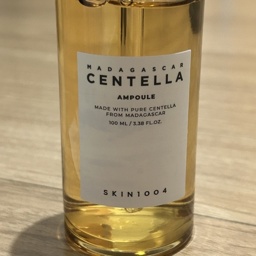 MADAGASCAR
CENTELLA
AMPOULE
MADE WITH PURE CENTELLA
FROM MADAGASCAR
100 ML / 3.38 FL.OZ.
SKIN1004